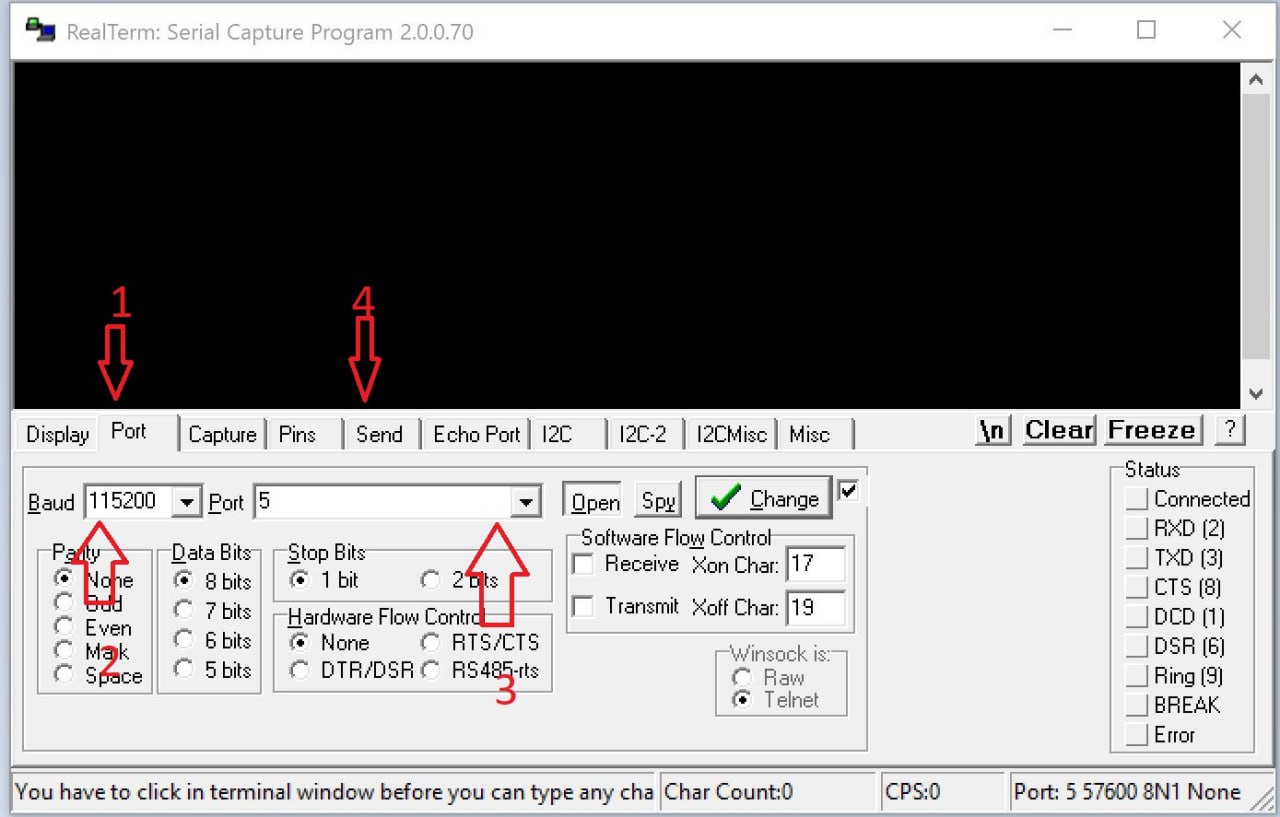 RealTerm: Serial Capture Program 2.0.0.70
1
4
Display Port Capture Pins Send Echo Port I2C I2C-2 I2CMisc Misc \n Clear Freeze ?
Baud 115200 Port 5 Open Spy Change
Parity
None
Odd
Even
Mark
Space
2
Data Bits
8 bits
7 bits
6 bits
5 bits
Stop Bits
1 bit 2 bits
Hardware Flow Control
None RTS/CTS
DTR/DSR RS485-rts
3
Software Flow Control
Receive Xon Char: 17
Transmit Xoff Char: 19
Winsock is:
Raw
Telnet
Status
Connected
RXD (2)
TXD (3)
CTS (8)
DCD (1)
DSR (6)
Ring (9)
BREAK
Error
You have to click in terminal window before you can type any cha Char Count:0 CPS:0 Port: 5 57600 8N1 None